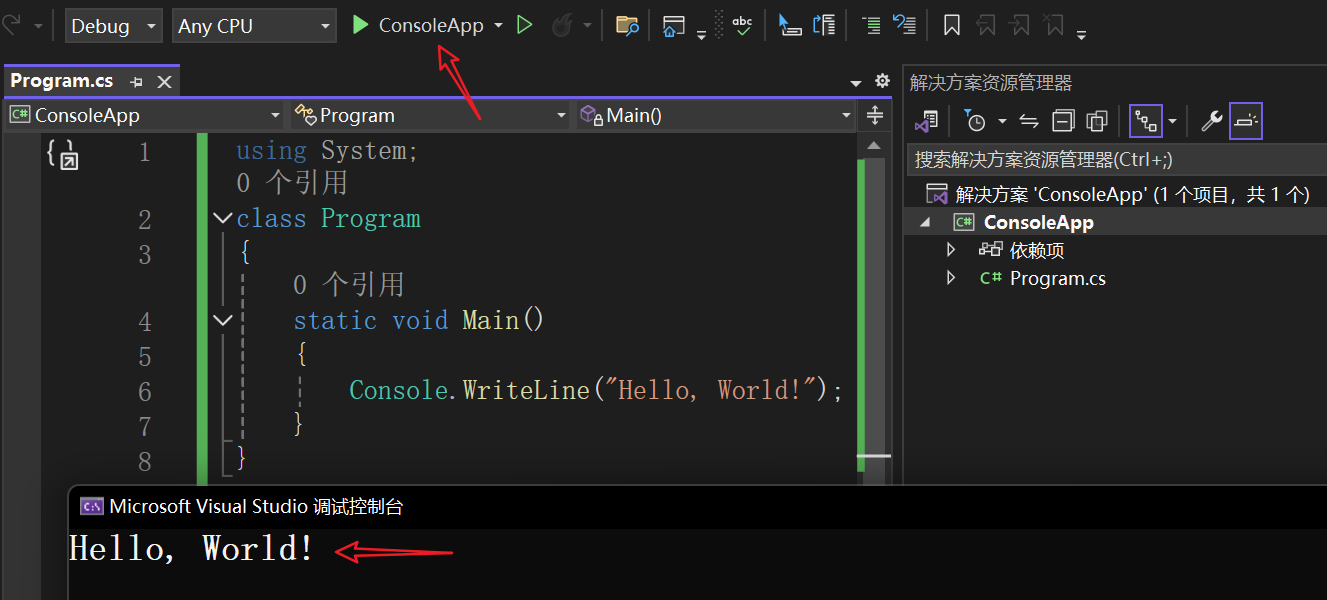 Debug Any CPU ConsoleApp abc
Program.cs
解决方案资源管理器
C# ConsoleApp Program Main()
搜索解决方案资源管理器(Ctrl+;)
解决方案 'ConsoleApp' (1 个项目，共 1 个)
C# ConsoleApp
依赖项
C# Program.cs
1 using System;
0 个引用
2 class Program
3 {
0 个引用
4 static void Main()
5 {
6 Console.WriteLine("Hello, World!");
7 }
8 }
C:\ Microsoft Visual Studio 调试控制台
Hello, World!